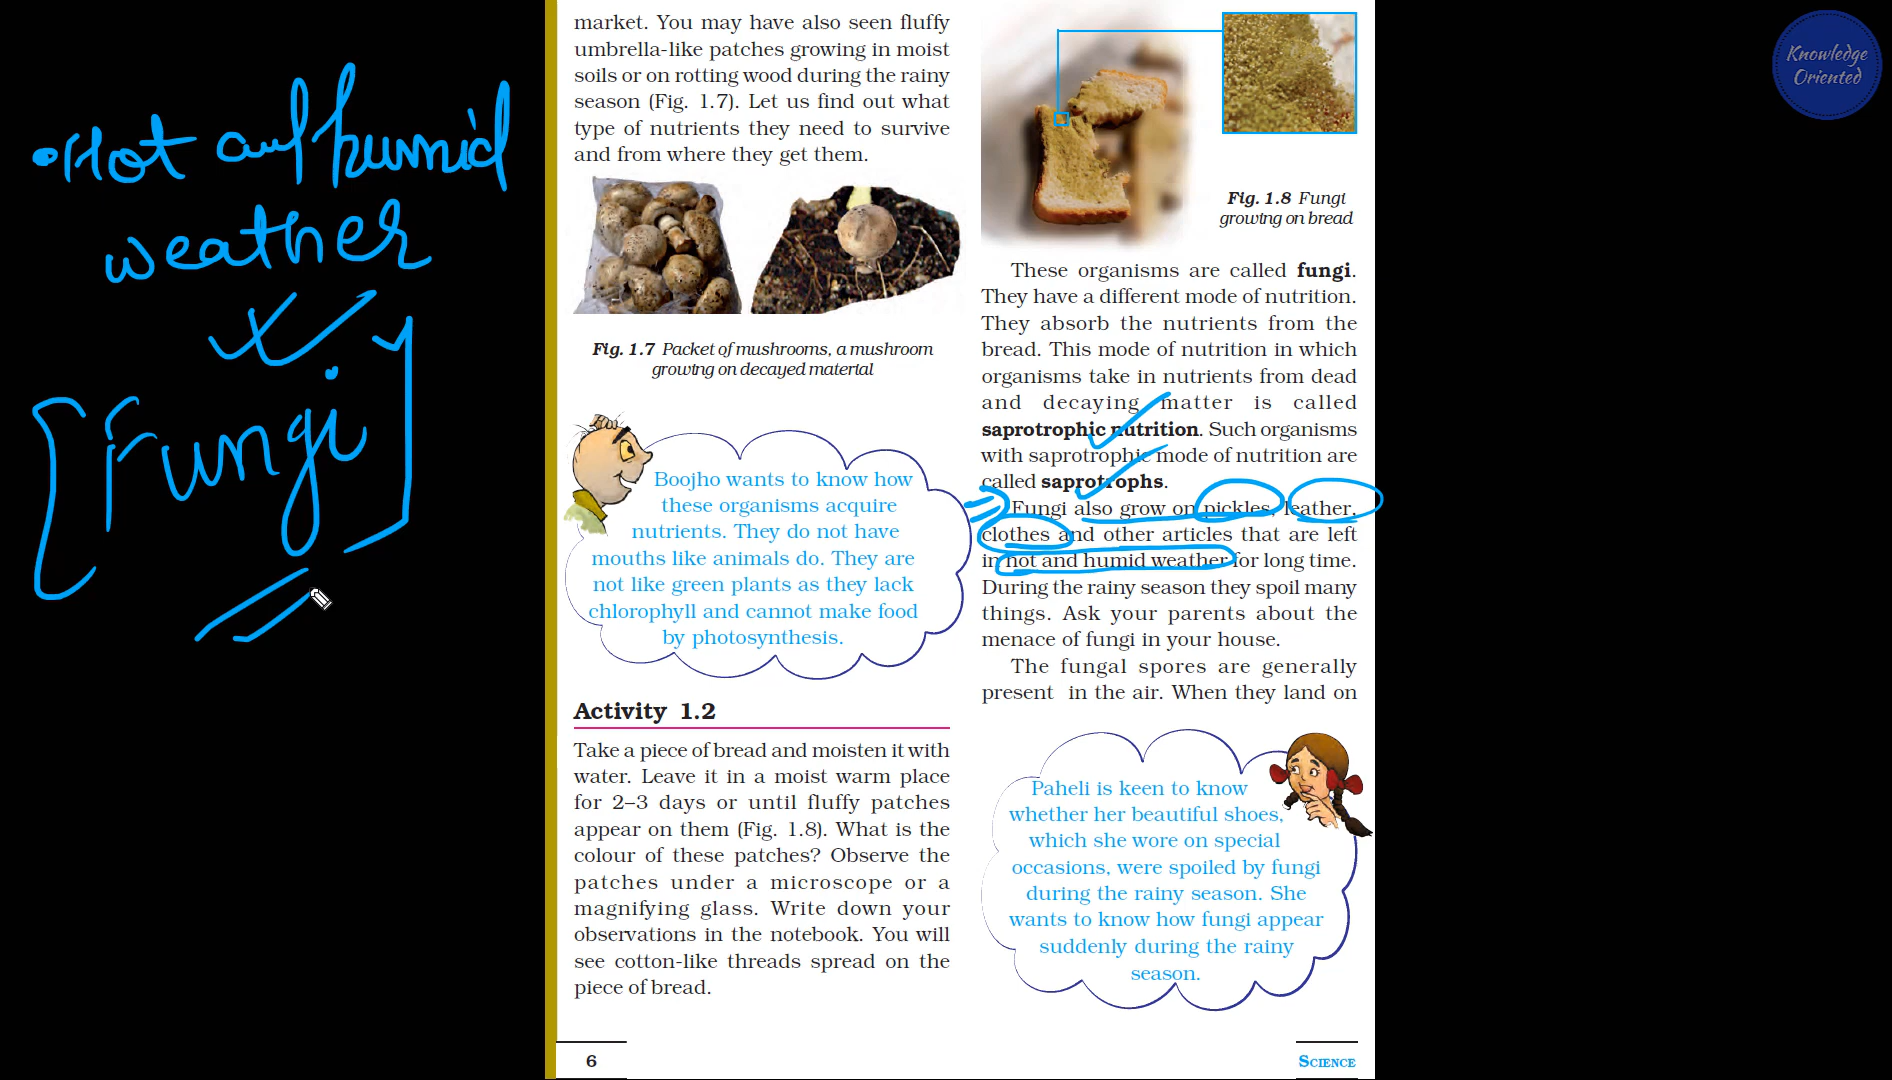 •Hot and humid
weather
[Fungi]
market. You may have also seen fluffy
umbrella-like patches growing in moist
soils or on rotting wood during the rainy
season (Fig. 1.7). Let us find out what
type of nutrients they need to survive
and from where they get them.
Fig. 1.7 Packet of mushrooms, a mushroom
growing on decayed material
Boojho wants to know how
these organisms acquire
nutrients. They do not have
mouths like animals do. They are
not like green plants as they lack
chlorophyll and cannot make food
by photosynthesis.
Activity 1.2
Take a piece of bread and moisten it with
water. Leave it in a moist warm place
for 2–3 days or until fluffy patches
appear on them (Fig. 1.8). What is the
colour of these patches? Observe the
patches under a microscope or a
magnifying glass. Write down your
observations in the notebook. You will
see cotton-like threads spread on the
piece of bread.
6
Fig. 1.8 Fungi
growing on bread
These organisms are called fungi.
They have a different mode of nutrition.
They absorb the nutrients from the
bread. This mode of nutrition in which
organisms take in nutrients from dead
and decaying matter is called
saprotrophic nutrition. Such organisms
with saprotrophic mode of nutrition are
called saprotrophs.
Fungi also grow on pickles, leather,
clothes and other articles that are left
in hot and humid weather for long time.
During the rainy season they spoil many
things. Ask your parents about the
menace of fungi in your house.
The fungal spores are generally
present in the air. When they land on
Paheli is keen to know
whether her beautiful shoes,
which she wore on special
occasions, were spoiled by fungi
during the rainy season. She
wants to know how fungi appear
suddenly during the rainy
season.
SCIENCE
Knowledge
Oriented